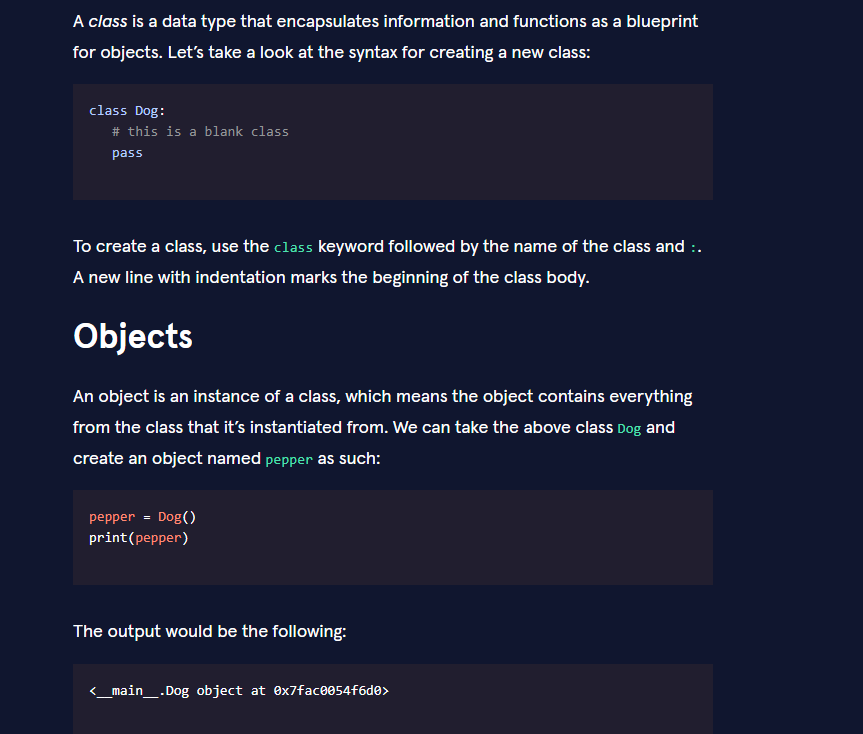 A class is a data type that encapsulates information and functions as a blueprint
for objects. Let’s take a look at the syntax for creating a new class:
class Dog:
   # this is a blank class
   pass
To create a class, use the class keyword followed by the name of the class and :.
A new line with indentation marks the beginning of the class body.
Objects
An object is an instance of a class, which means the object contains everything
from the class that it’s instantiated from. We can take the above class Dog and
create an object named pepper as such:
pepper = Dog()
print(pepper)
The output would be the following:
<__main__.Dog object at 0x7fac0054f6d0>